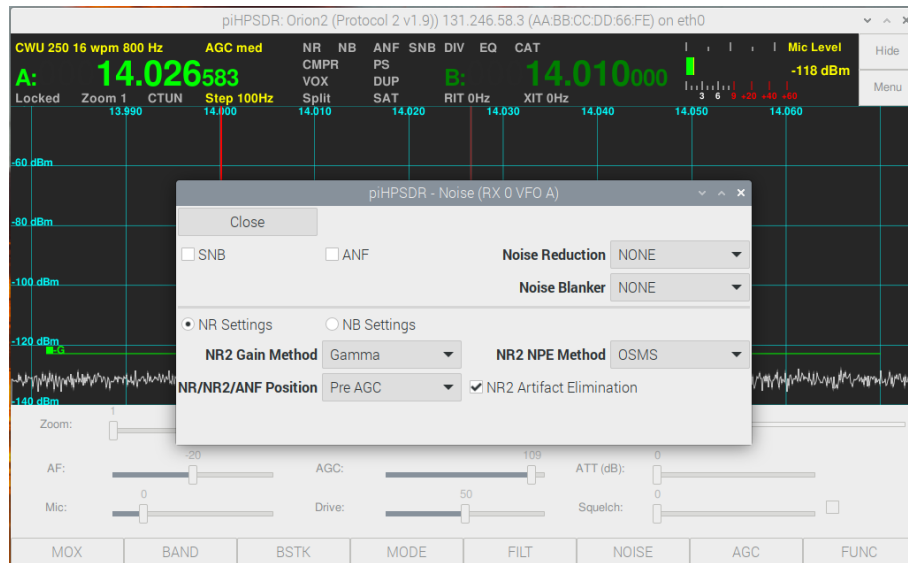 piHPSDR: Orion2 (Protocol 2 v1.9)) 131.246.58.3 (AA:BB:CC:DD:66:FE) on eth0
CWU 250 16 wpm 800 Hz AGC med NR NB ANF SNB DIV EQ CAT Mic Level Hide
CMPR PS
A: 14.026583 VOX DUP B: 14.010000 -118 dBm
Locked Zoom 1 CTUN Step 100Hz Split SAT RIT 0Hz XIT 0Hz 3 6 9 +20 +40 +60 Menu
13.990 14.000 14.010 14.020 14.030 14.040 14.050 14.060
-60 dBm
piHPSDR - Noise (RX 0 VFO A)
Close
-80 dBm
SNB ANF Noise Reduction NONE
-100 dBm
Noise Blanker NONE
NR Settings NB Settings
-120 dBm
-G
NR2 Gain Method Gamma NR2 NPE Method OSMS
NR/NR2/ANF Position Pre AGC NR2 Artifact Elimination
-140 dBm
1
Zoom:
-20 109 0
AF: AGC: ATT (dB):
0 50 0
Mic: Drive: Squelch:
MOX BAND BSTK MODE FILT NOISE AGC FUNC